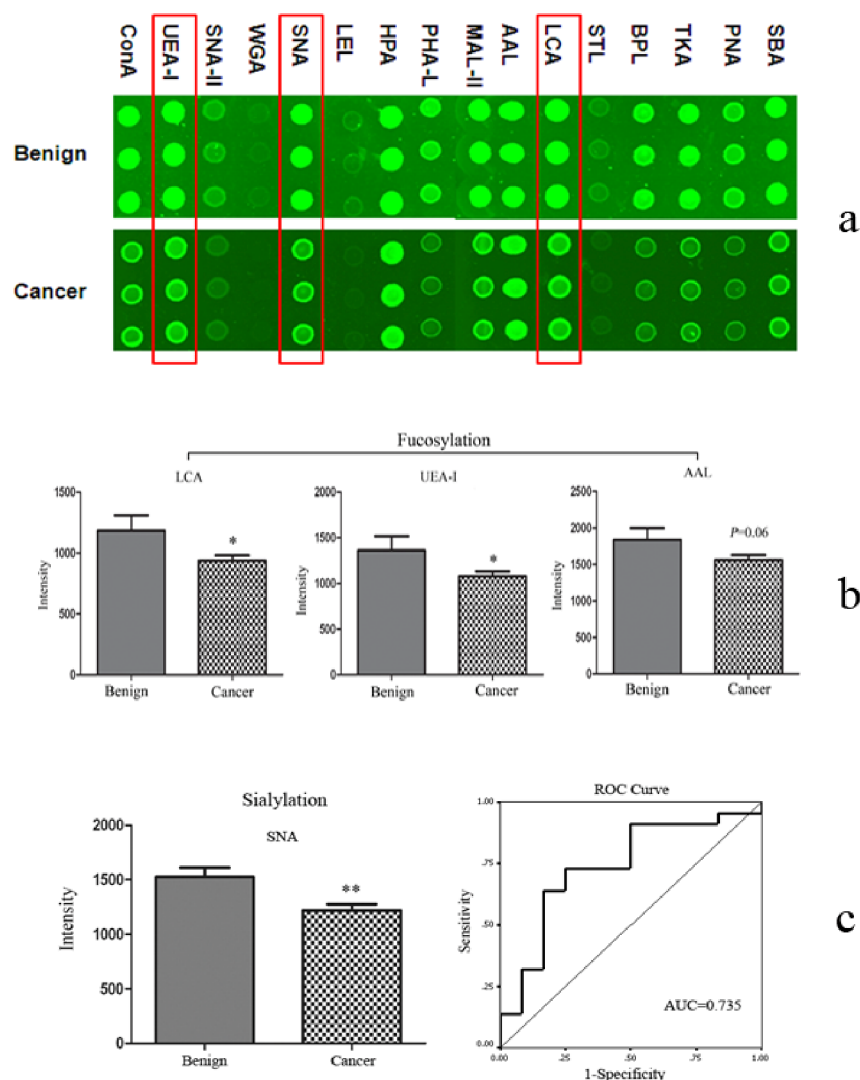 ConA UEA-I SNA-II WGA SNA LEL HPA PHA-L MAL-II AAL LCA STL BPL TKA PNA SBA
Benign
a
Cancer
Fucosylation
LCA
1500
1000
500
0
Intensity
*
Benign Cancer
UEA-I
2000
1500
1000
500
0
Intensity
*
Benign Cancer
AAL
2500
2000
1500
1000
500
0
Intensity
P=0.06
Benign Cancer
b
Sialylation
SNA
2000
1500
1000
500
0
Intensity
**
Benign Cancer
ROC Curve
1.00
.75
.50
.25
0.00
Sensitivity
AUC=0.735
0.00 .25 .50 .75 1.00
1-Specificity
c